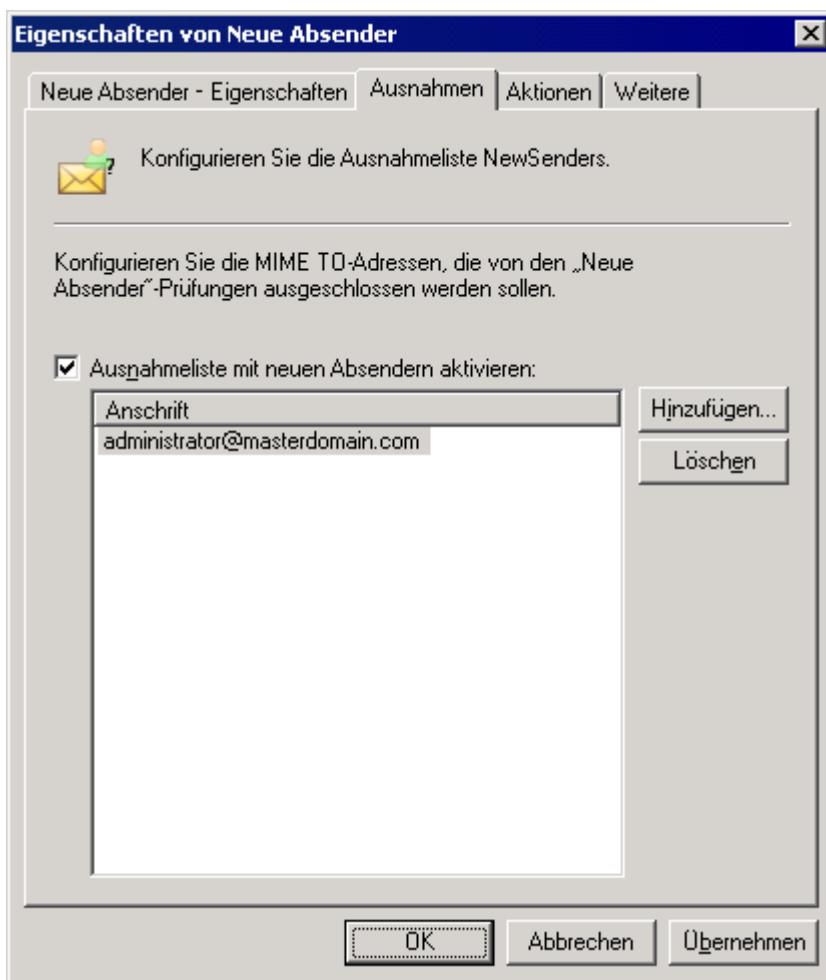 Eigenschaften von Neue Absender
Neue Absender - Eigenschaften Ausnahmen Aktionen Weitere
?
Konfigurieren Sie die Ausnahmeliste NewSenders.
Konfigurieren Sie die MIME TO-Adressen, die von den „Neue
Absender“-Prüfungen ausgeschlossen werden sollen.
Ausnahmeliste mit neuen Absendern aktivieren:
Anschrift
administrator@masterdomain.com
Hinzufügen...
Löschen
OK Abbrechen Übernehmen